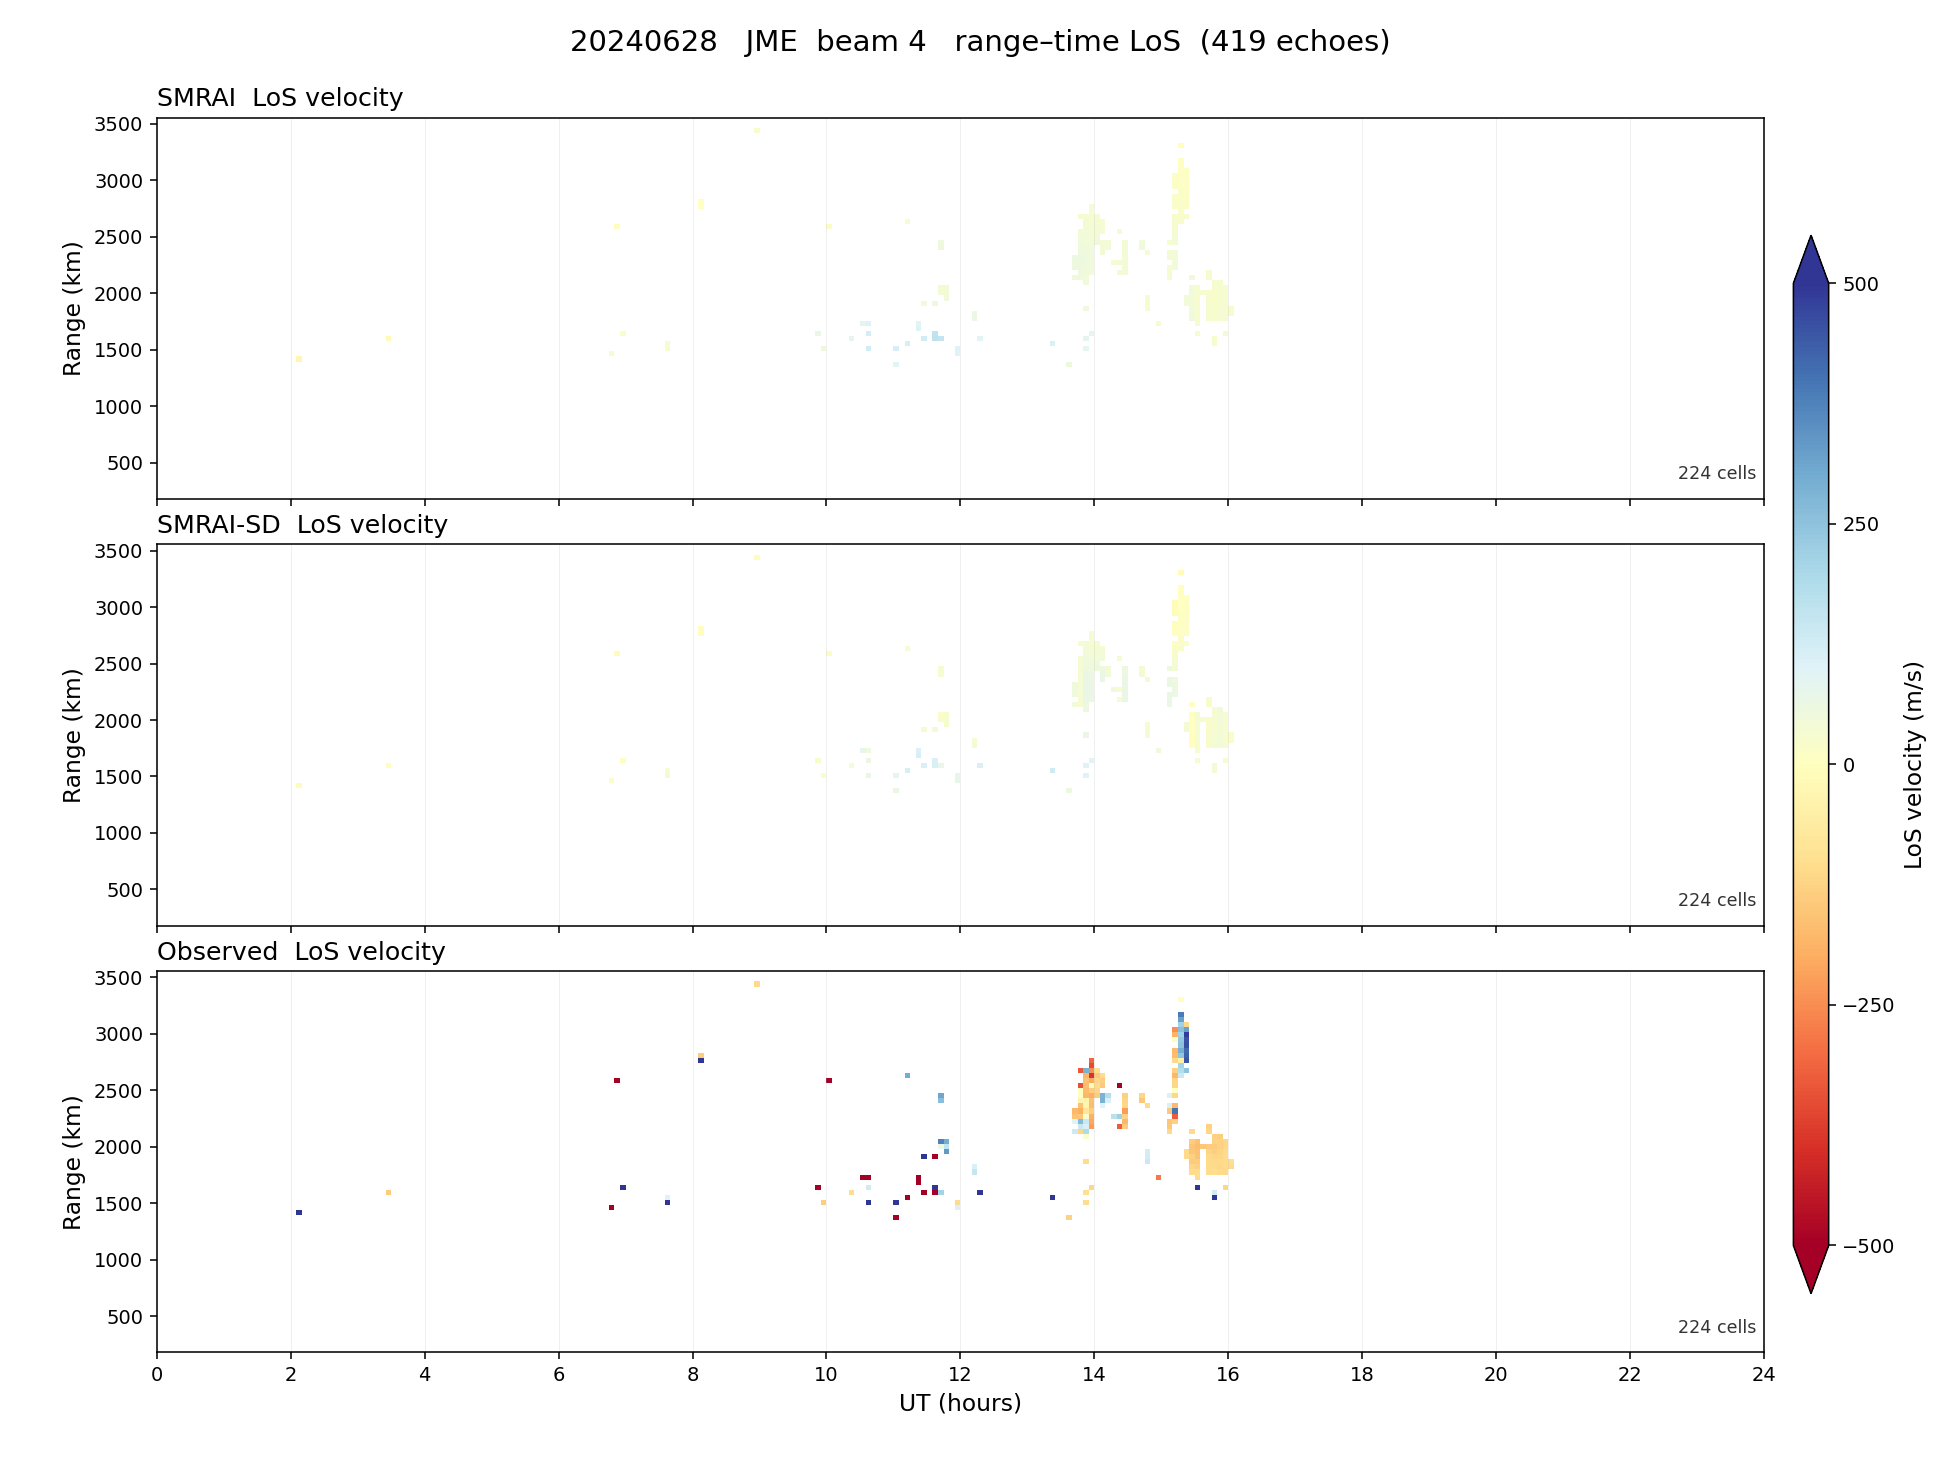 20240628   JME  beam 4   range–time LoS  (419 echoes)
SMRAI  LoS velocity
3500
3000
2500
2000
1500
1000
500
Range (km)
224 cells
SMRAI-SD  LoS velocity
3500
3000
2500
2000
1500
1000
500
Range (km)
224 cells
Observed  LoS velocity
3500
3000
2500
2000
1500
1000
500
Range (km)
224 cells
0 2 4 6 8 10 12 14 16 18 20 22 24
UT (hours)
500
250
0
−250
−500
LoS velocity (m/s)